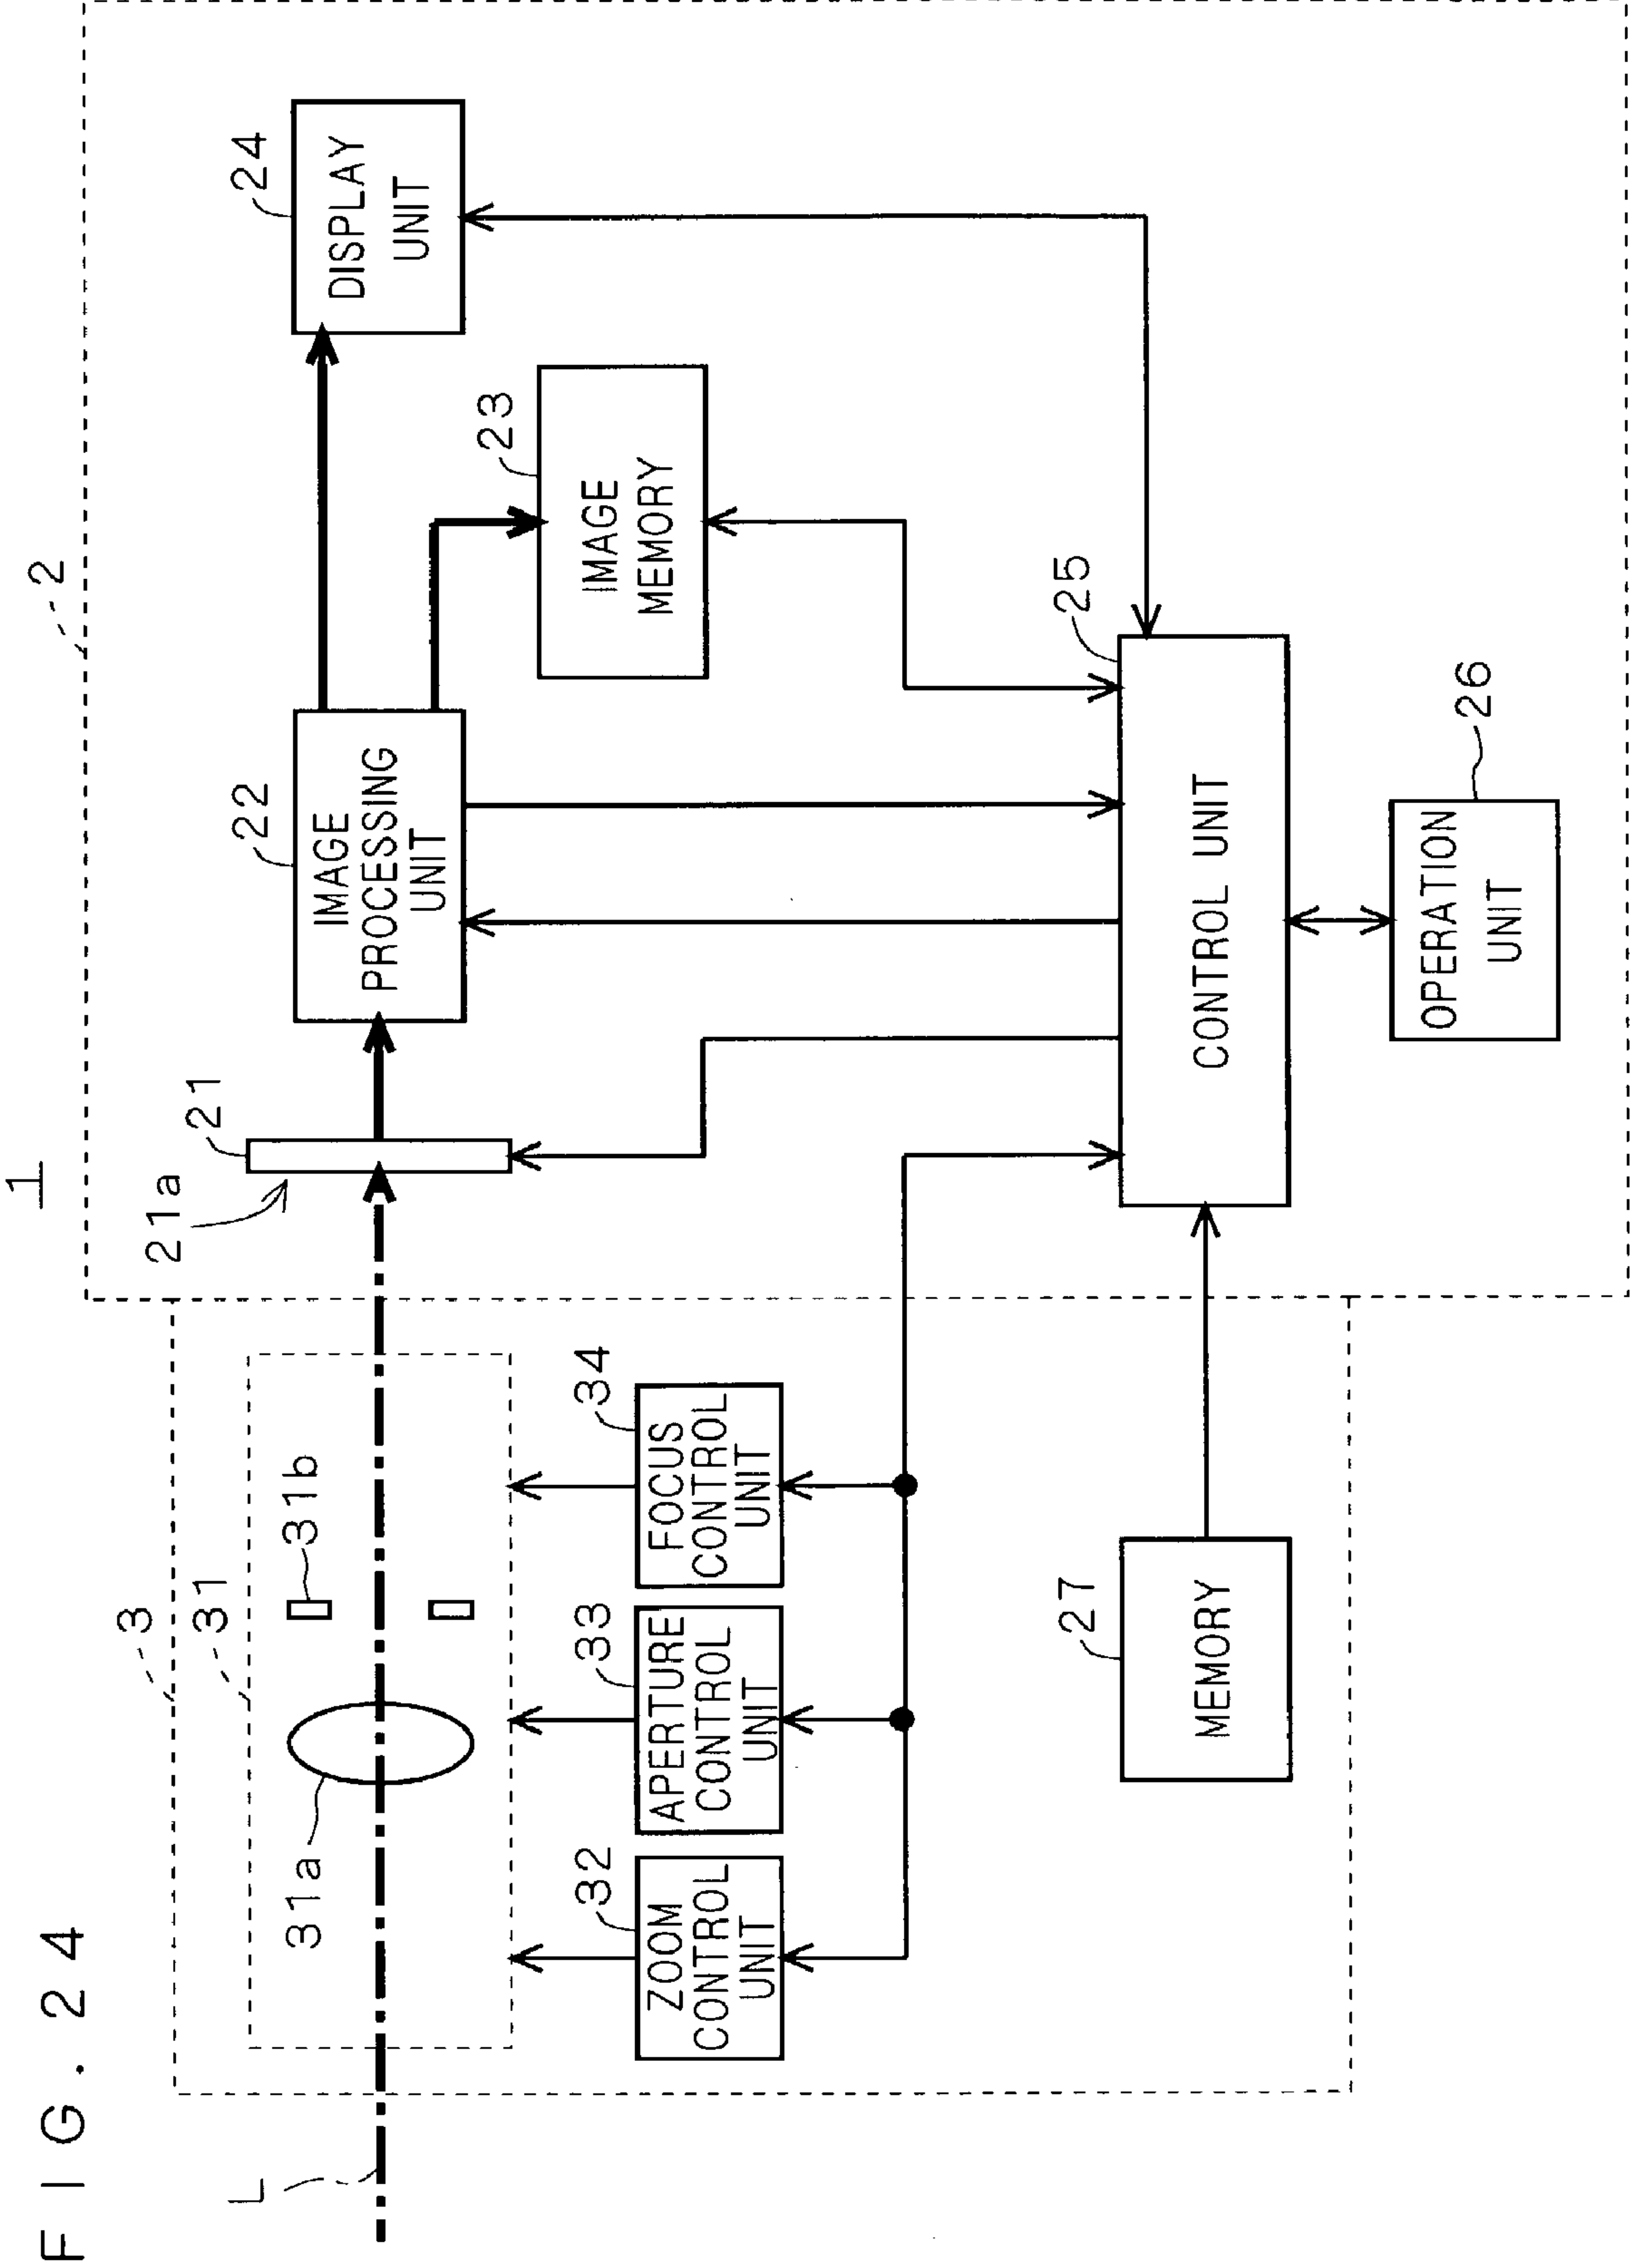 FIG. 24
1
2
3
31
31a
31b
L
21a
21
22
IMAGE
PROCESSING
UNIT
24
DISPLAY
UNIT
23
IMAGE
MEMORY
32
ZOOM
CONTROL
UNIT
33
APERTURE
CONTROL
UNIT
34
FOCUS
CONTROL
UNIT
25
CONTROL UNIT
27
MEMORY
26
OPERATION
UNIT